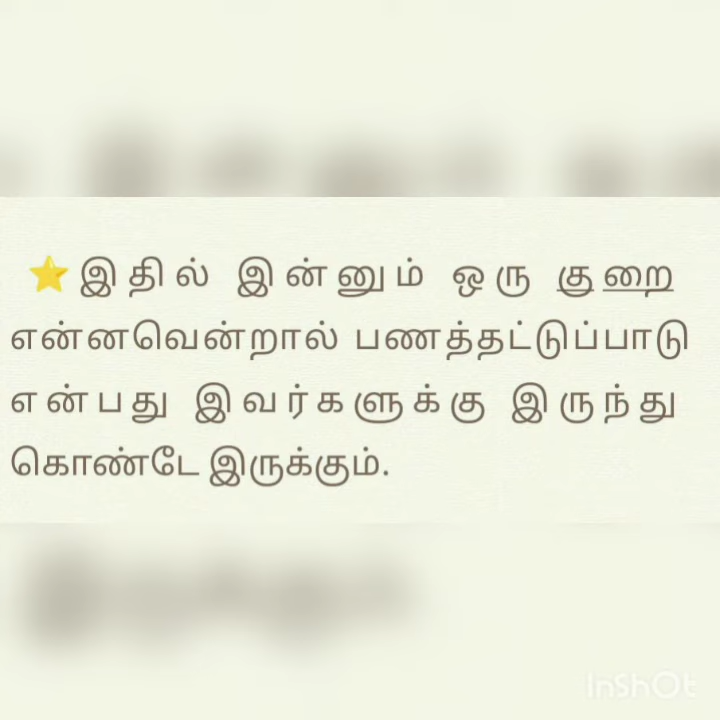 ⭐இதில் இன்னும் ஒரு குறை
என்னவென்றால் பணத்தட்டுப்பாடு
என்பது இவர்களுக்கு இருந்து
கொண்டே இருக்கும்.
InShOt